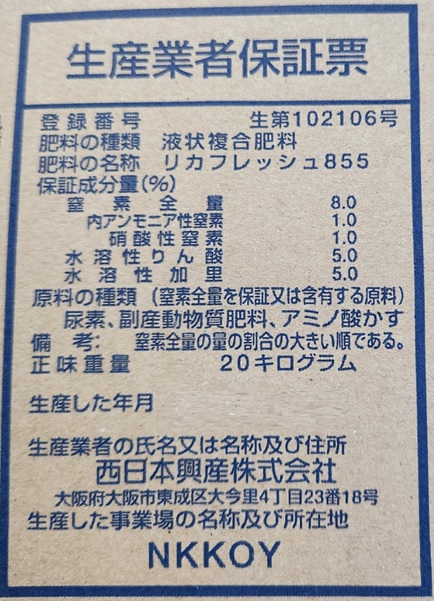 生産業者保証票
登録番号 生第102106号
肥料の種類 液状複合肥料
肥料の名称 リカフレッシュ855
保証成分量(%)
窒素全量 8.0
内アンモニア性窒素 1.0
硝酸性窒素 1.0
水溶性りん酸 5.0
水溶性加里 5.0
原料の種類 (窒素全量を保証又は含有する原料)
尿素、副産動物質肥料、アミノ酸かす
備考: 窒素全量の量の割合の大きい順である。
正味重量 20キログラム
生産した年月
生産業者の氏名又は名称及び住所
西日本興産株式会社
大阪府大阪市東成区大今里4丁目23番18号
生産した事業場の名称及び所在地
NKKOY